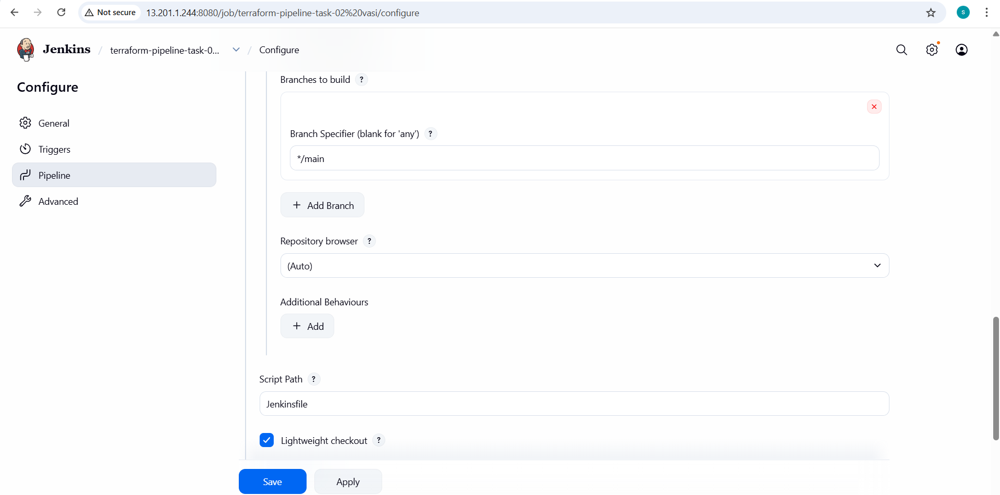 Not secure 13.201.1.244:8080/job/terraform-pipeline-task-02%20vasi/configure S
Jenkins / terraform-pipeline-task-0... / Configure
Configure
General
Triggers
Pipeline
Advanced
Branches to build ?
Branch Specifier (blank for 'any') ?
*/main
+ Add Branch
Repository browser ?
(Auto)
Additional Behaviours
+ Add
Script Path ?
Jenkinsfile
Lightweight checkout ?
Save Apply